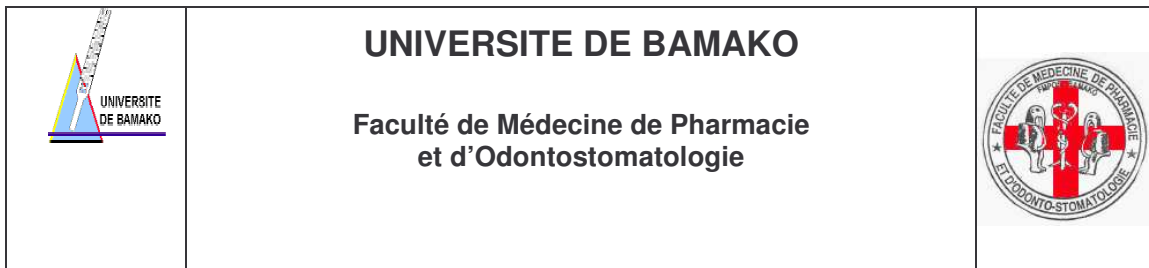 UNIVERSITE
DE BAMAKO
UNIVERSITE DE BAMAKO
Faculté de Médecine de Pharmacie
et d'Odontostomatologie
FACULTE DE MEDECINE, DE PHARMACIE
ET D'ODONTO-STOMATOLOGIE